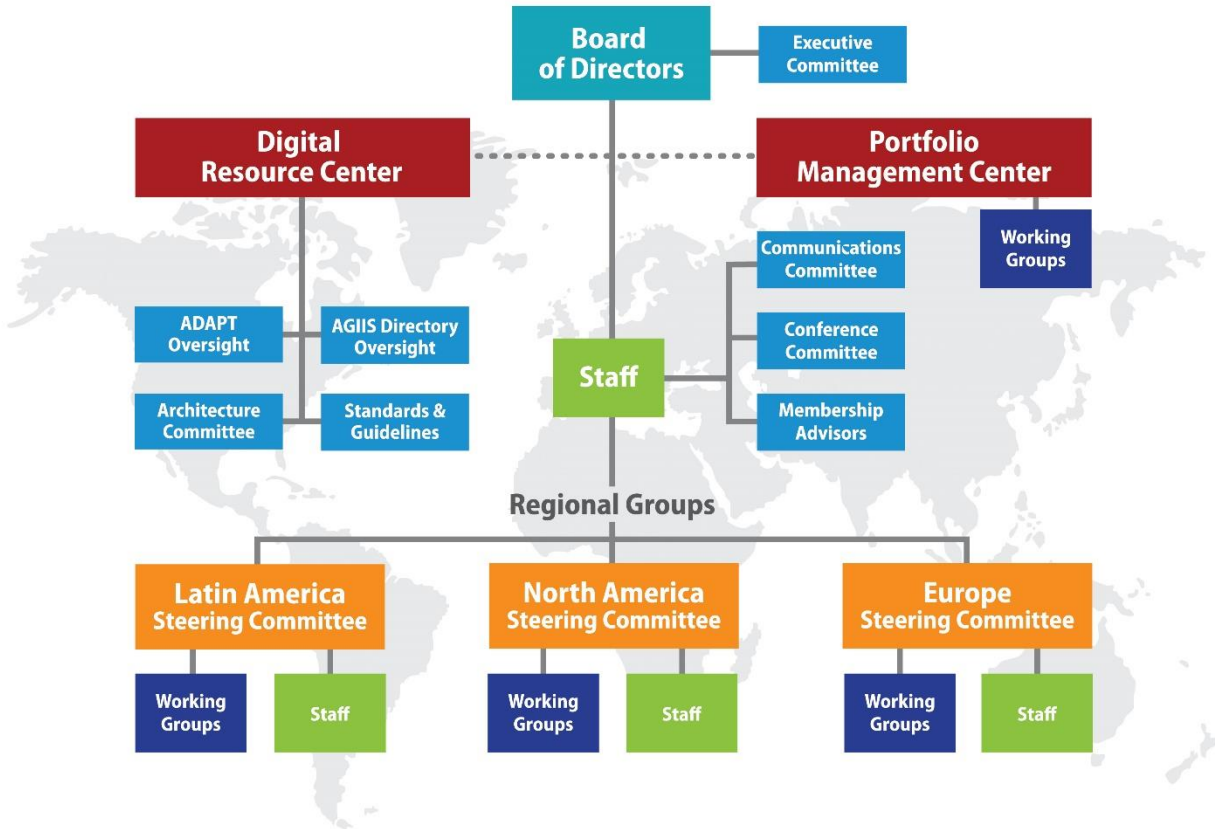 Board
of Directors
Executive
Committee
Digital
Resource Center
Portfolio
Management Center
Working
Groups
Communications
Committee
ADAPT
Oversight
AGIIS Directory
Oversight
Conference
Committee
Staff
Architecture
Committee
Standards &
Guidelines
Membership
Advisors
Regional Groups
Latin America
Steering Committee
North America
Steering Committee
Europe
Steering Committee
Working
Groups
Staff
Working
Groups
Staff
Working
Groups
Staff